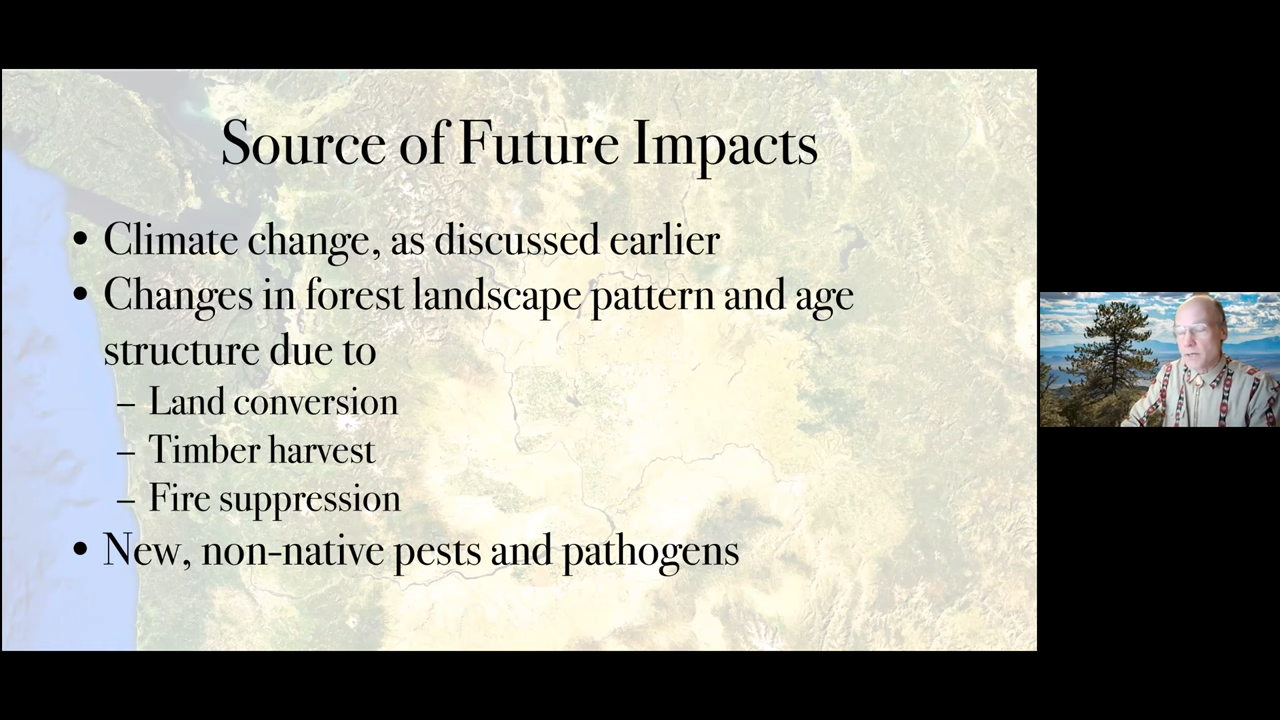 Source of Future Impacts
• Climate change, as discussed earlier
• Changes in forest landscape pattern and age
structure due to
– Land conversion
– Timber harvest
– Fire suppression
• New, non-native pests and pathogens